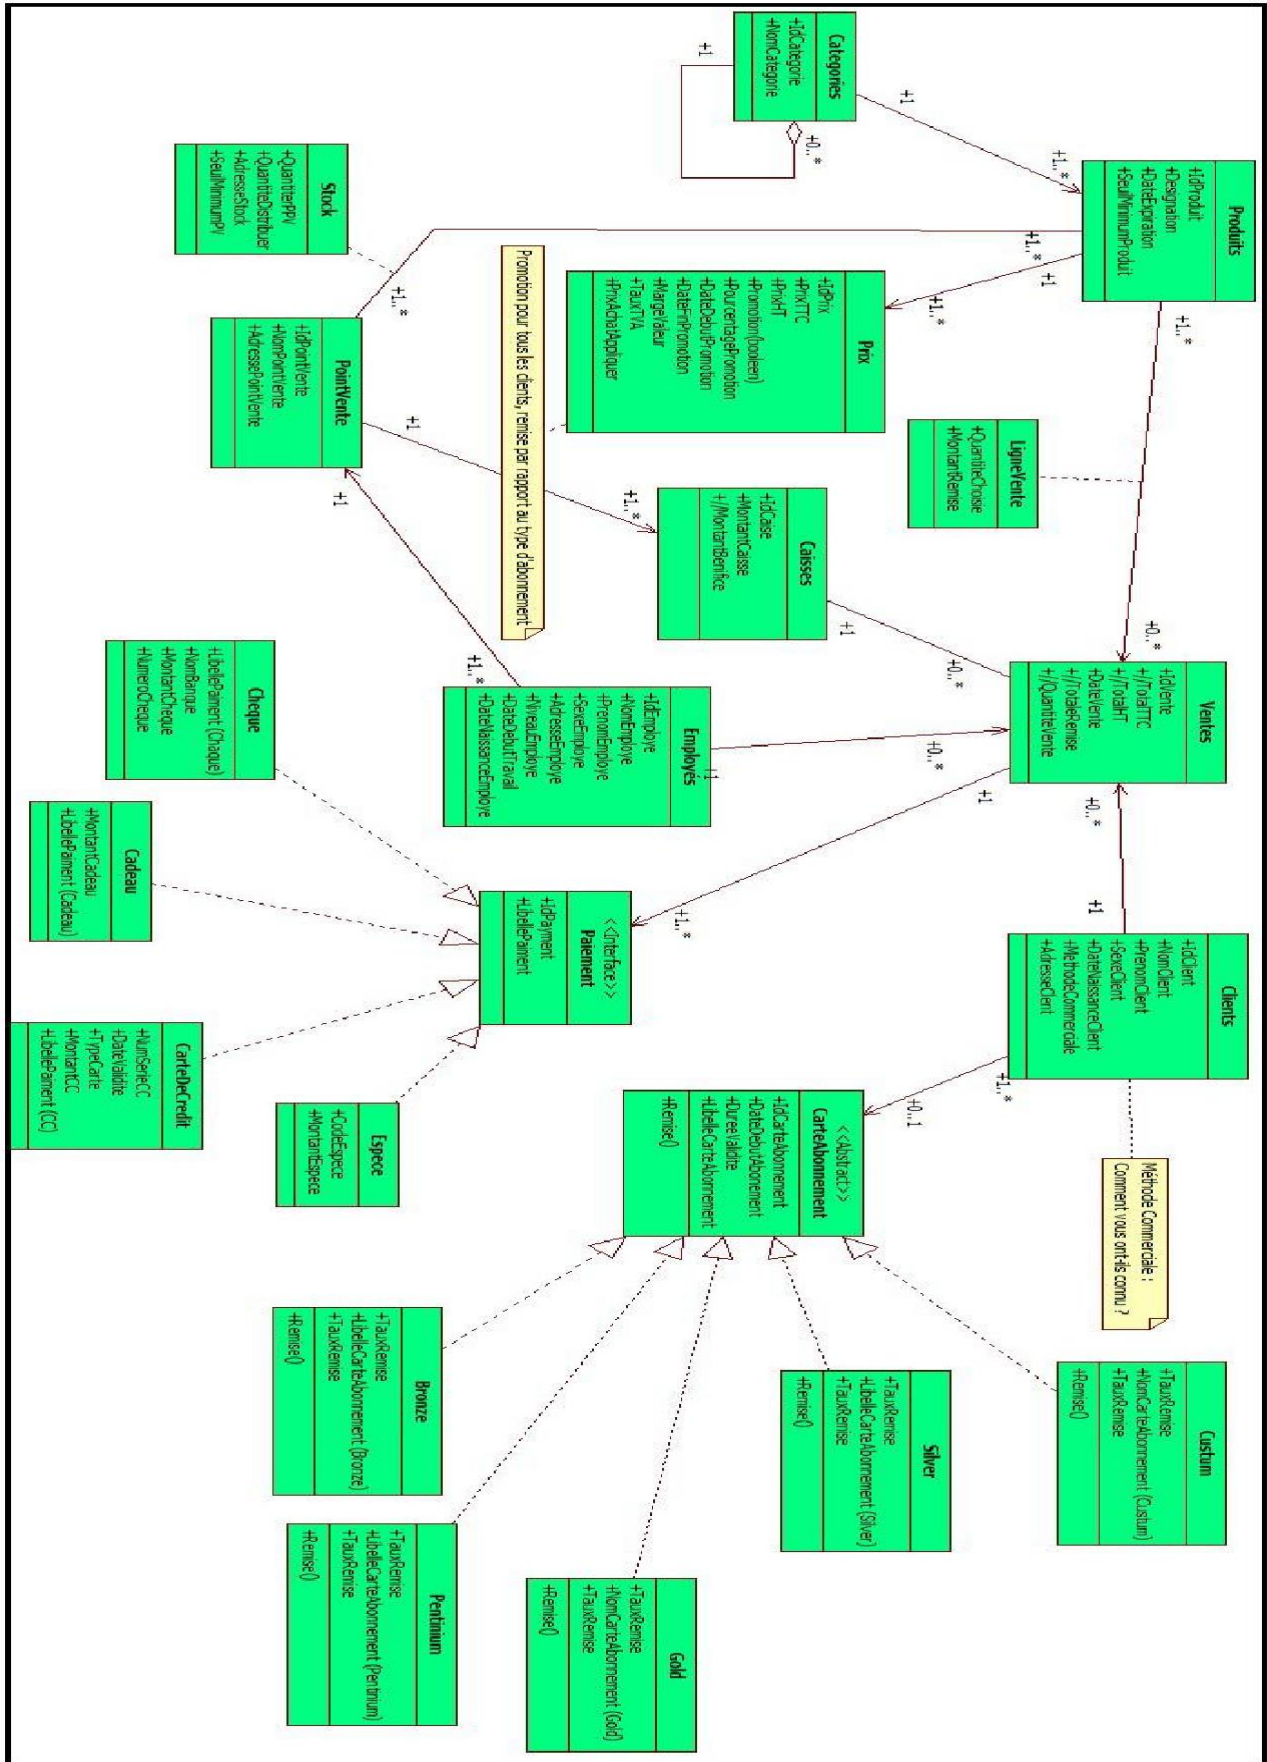 Categories
+IdCategorie
+NomCategorie
+1
+0..*
+1
+1..*
Produits
+IdProduit
+Designation
+DateExpiration
+SeuilMinimumProduit
+1..*
+1
+1..*
+1..*
Stock
+QuantiterPPV
+QuantiteDistribuer
+AdresseStock
+SeuilMinimumPV
+1..*
Promotion pour tous les clients, remise par rapport au type d'abonnement
Prix
+IdPrix
+PrixTTC
+PrixHT
+Promotion(booleen)
+PourcentagePromotion
+DateDebutPromotion
+DateFinPromotion
+MargeValeur
+TauxTVA
+PrixAchatAppliquer
PointVente
+IdPointVente
+NonPointVente
+AdressePointVente
+1
+1..*
+1
LigneVente
+QuantiteChoisie
+MontantRemise
+0..*
Caisses
+IdCaise
+MontantCaisse
+//MontantBenifice
+1
+0..*
Ventes
+IdVente
+//TotalTTC
+//TotalHT
+DateVente
+//TotaleRemise
+//QuantiteVente
+1..*
Employés
+IdEmploye
+NomEmploye
+PrenomEmploye
+SexeEmploye
+AdresseEmploye
+NiveauEmploye
+DateDebutTravail
+DateNaissanceEmploye
+0..*
+1
+0..*
+1
+1..*
Cheque
+LibellePaiment (Chaque)
+NomBanque
+MontantCheque
+NumeroCheque
Cadeau
+MontantCadeau
+LibellePaiment (Cadeau)
<<Interface>>
Paiement
+IdPayment
+LibellePaiment
Clients
+IdClient
+NomClient
+PrenomClient
+SexeClient
+DateNaissanceClient
+MethodeCommerciale
+AdresseClent
+1..*
+0..1
CarteDeCredit
+NumSerieCC
+DateValidite
+TypeCarte
+MontantCC
+LibellePaiment (CC)
Espece
+CodeEspece
+MontantEspece
<<Abstract>>
CarteAbonnement
+IdCarteAbonnement
+DateDebutAbonement
+DureeValidite
+LibelleCarteAbonnement
+Remise()
Méthode Commerciale :
Comment vous ont-ils connu ?
Bronze
+TauxRemise
+LibelleCarteAbonnement (Bronze)
+TauxRemise
+Remise()
Silver
+TauxRemise
+LibelleCarteAbonnement (Silver)
+TauxRemise
+Remise()
Custum
+TauxRemise
+NomCarteAbonnement (Custum)
+TauxRemise
+Remise()
Pentinium
+TauxRemise
+LibelleCarteAbonnement (Pentinium)
+TauxRemise
+Remise()
Gold
+TauxRemise
+NomCarteAbonnement (Gold)
+TauxRemise
+Remise()